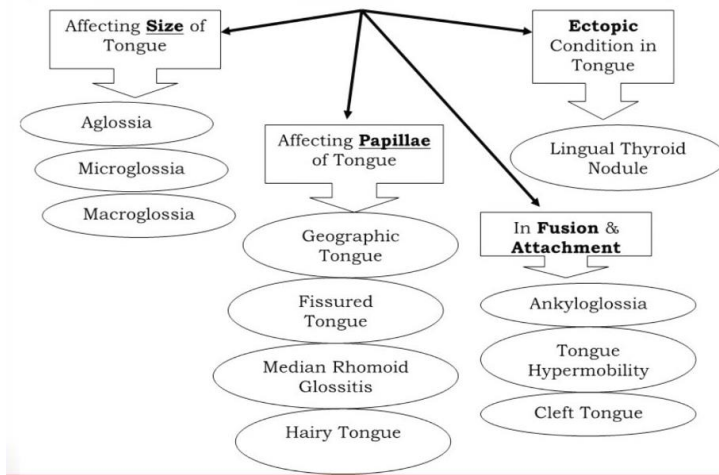 Affecting Size of
Tongue
Aglossia
Microglossia
Macroglossia
Affecting Papillae
of Tongue
Geographic
Tongue
Fissured
Tongue
Median Rhomoid
Glossitis
Hairy Tongue
Ectopic
Condition in
Tongue
Lingual Thyroid
Nodule
In Fusion &
Attachment
Ankyloglossia
Tongue
Hypermobility
Cleft Tongue